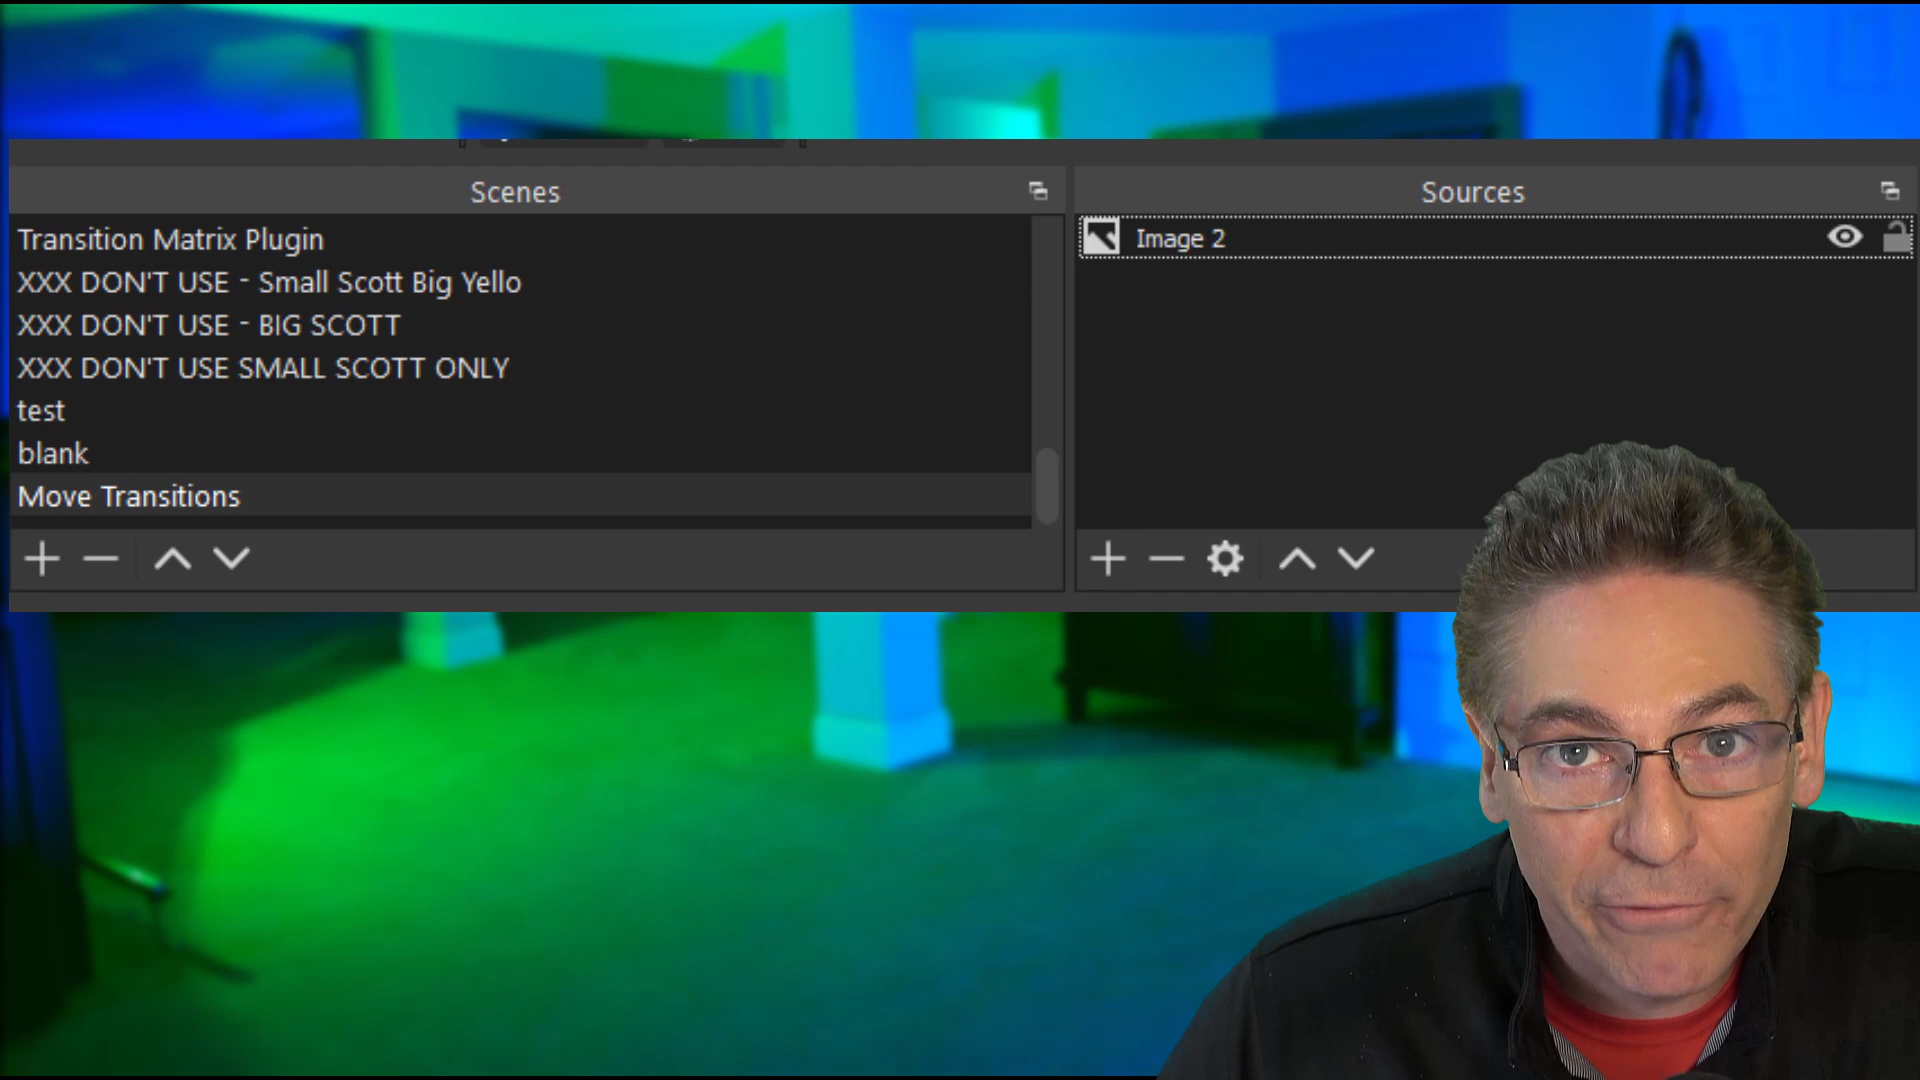 Scenes
Transition Matrix Plugin
XXX DON'T USE - Small Scott Big Yello
XXX DON'T USE - BIG SCOTT
XXX DON'T USE SMALL SCOTT ONLY
test
blank
Move Transitions
Sources
Image 2